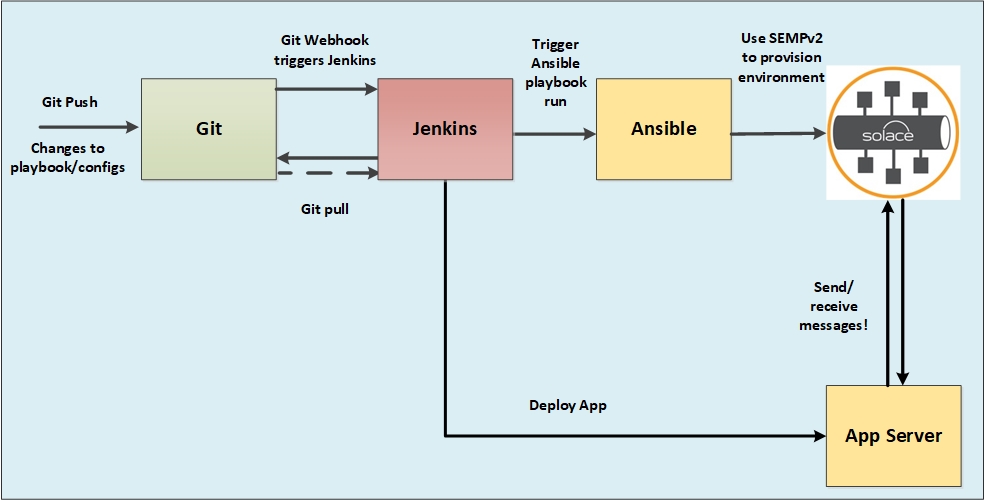 Git Push
Changes to
playbook/configs
Git
Git Webhook
triggers Jenkins
Git pull
Jenkins
Trigger
Ansible
playbook
run
Ansible
Use SEMPv2
to provision
environment
solace
Send/
receive
messages!
Deploy App
App Server